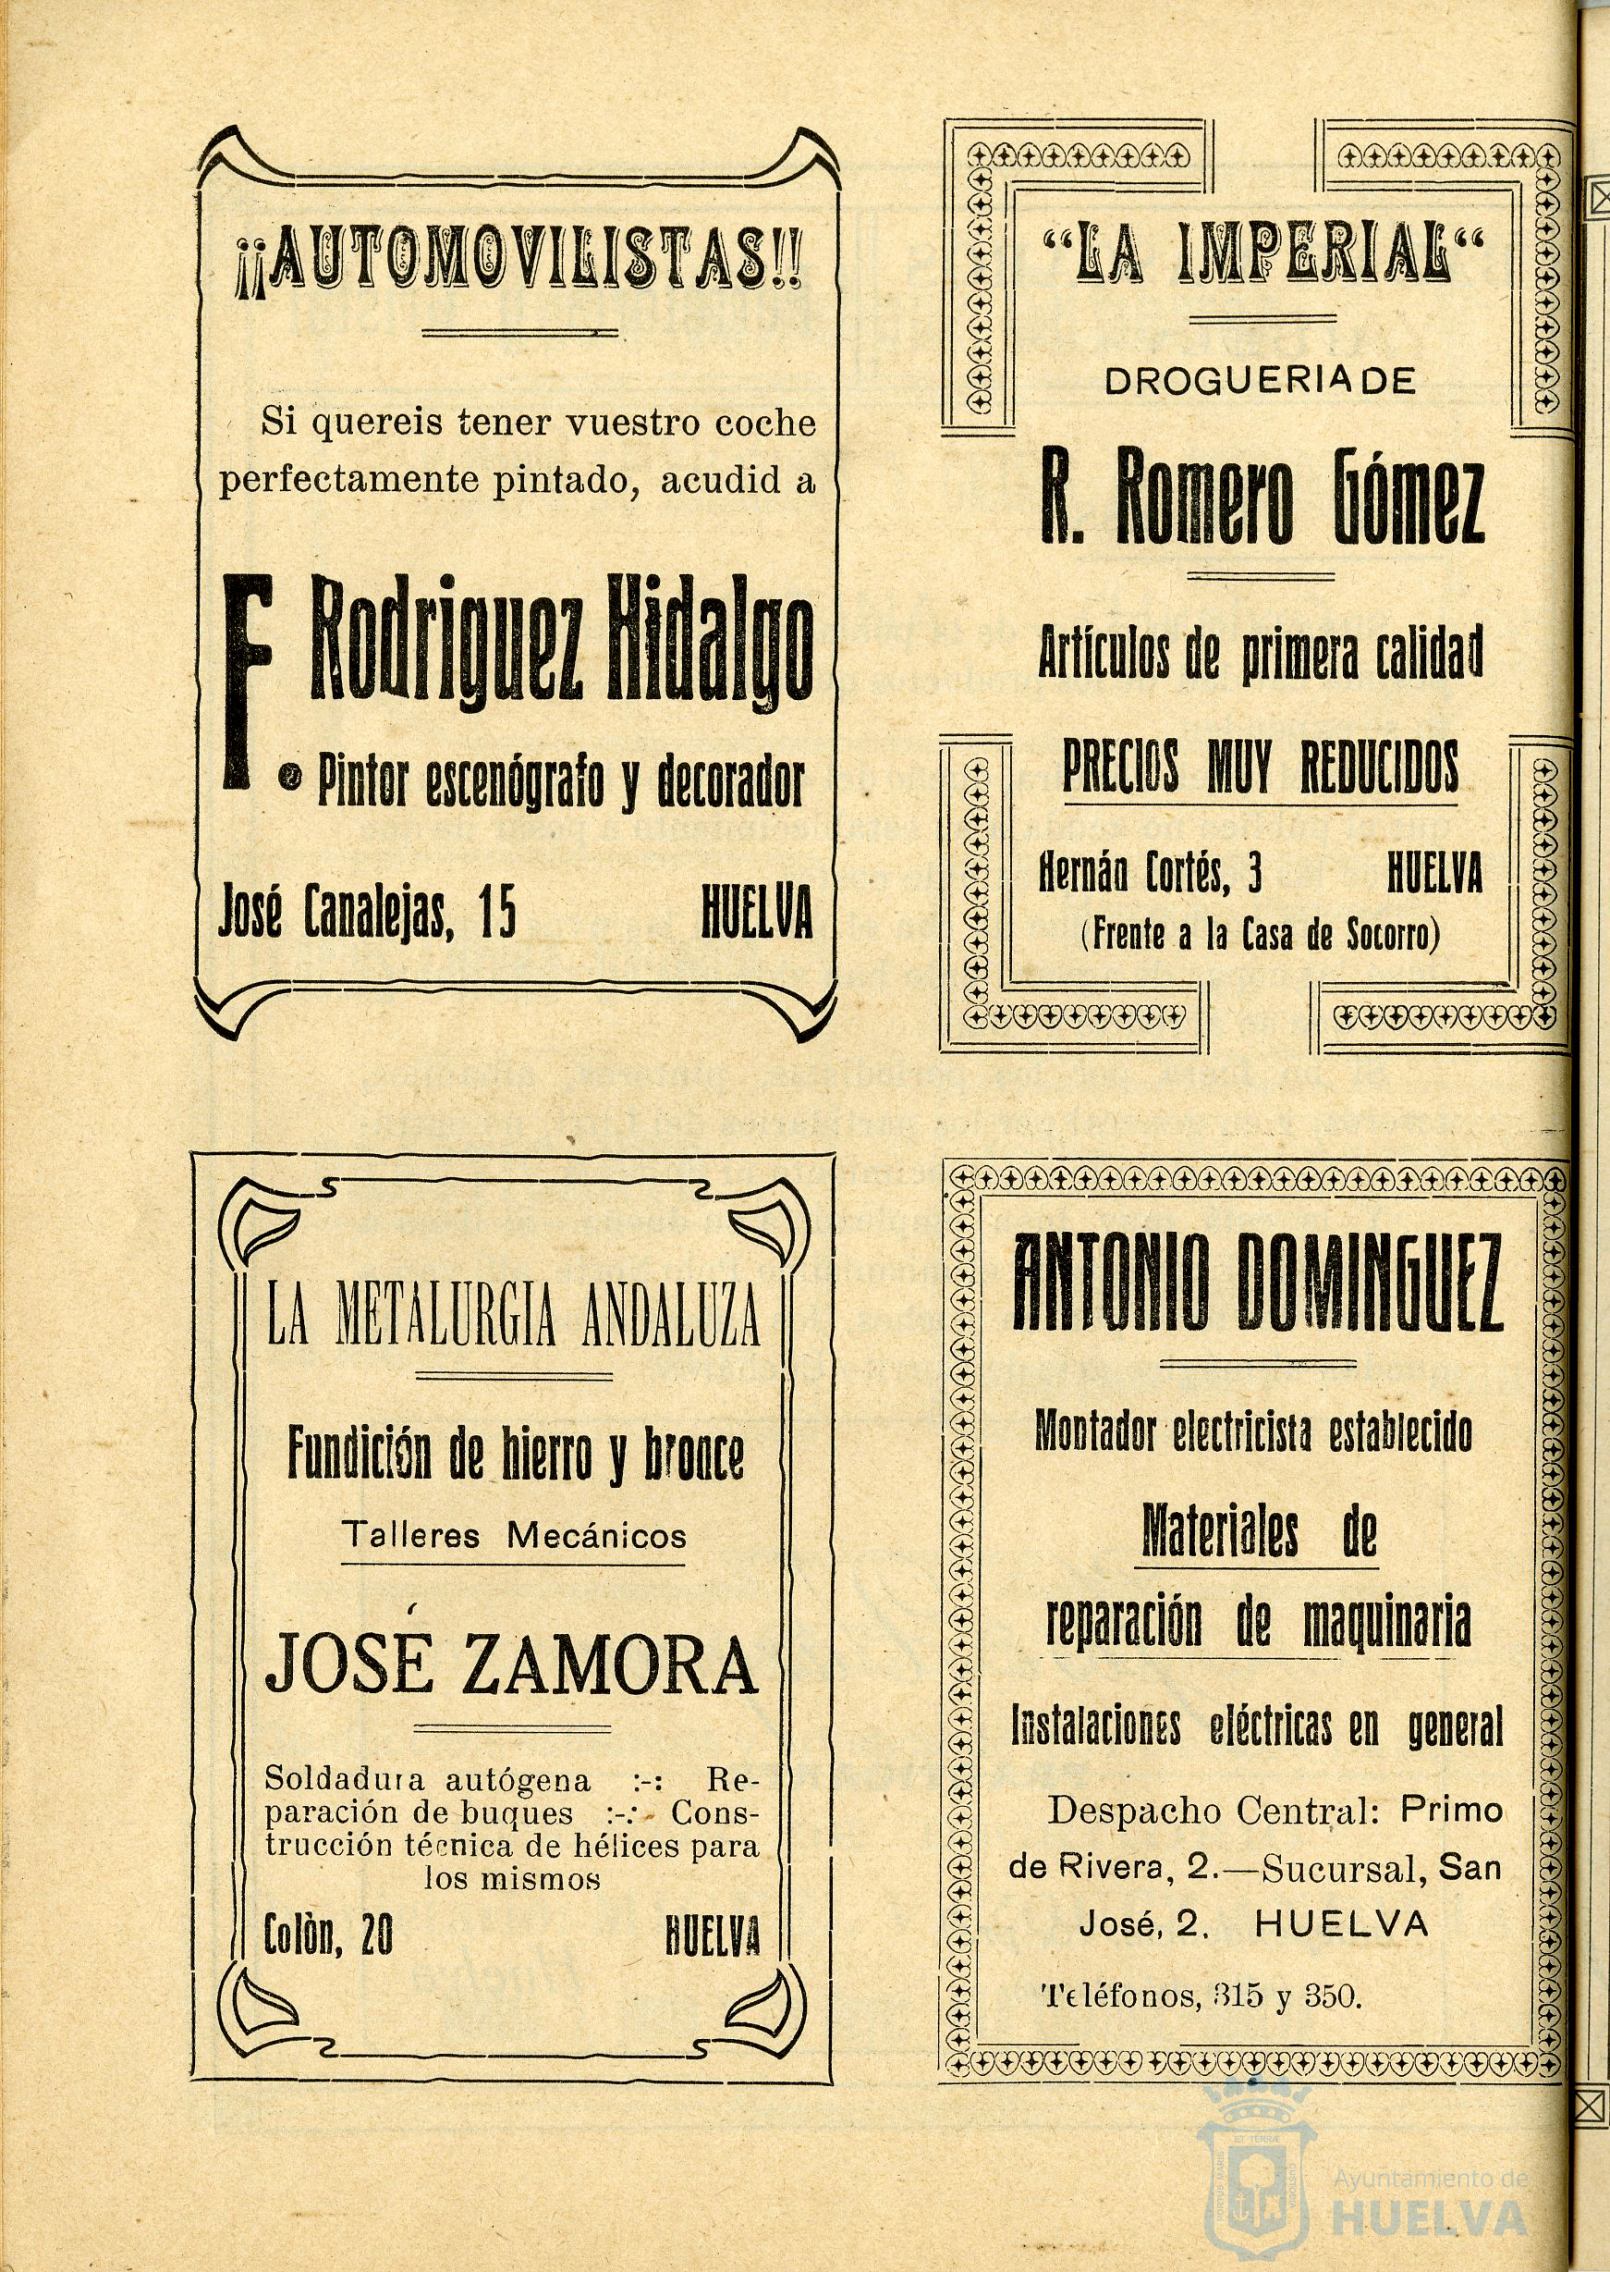 ¡¡AUTOMOVILISTAS!!
Si quereis tener vuestro coche
perfectamente pintado, acudid a
F. Rodriguez Hidalgo
Pintor escenógrafo y decorador
José Canalejas, 15 HUELVA
"LA IMPERIAL"
DROGUERIA DE
R. Romero Gómez
Artículos de primera calidad
PRECIOS MUY REDUCIDOS
Hernán Cortés, 3 HUELVA
(Frente a la Casa de Socorro)
LA METALURGIA ANDALUZA
Fundición de hierro y bronce
Talleres Mecánicos
JOSÉ ZAMORA
Soldadura autógena :-: Re-
paración de buques :-: Cons-
trucción técnica de hélices para
los mismos
Colòn, 20 HUELVA
ANTONIO DOMINGUEZ
Montador electricista establecido
Materiales de
reparación de maquinaria
Instalaciones eléctricas en general
Despacho Central: Primo
de Rivera, 2.—Sucursal, San
José, 2. HUELVA
Teléfonos, 315 y 350.
Ayuntamiento de
HUELVA